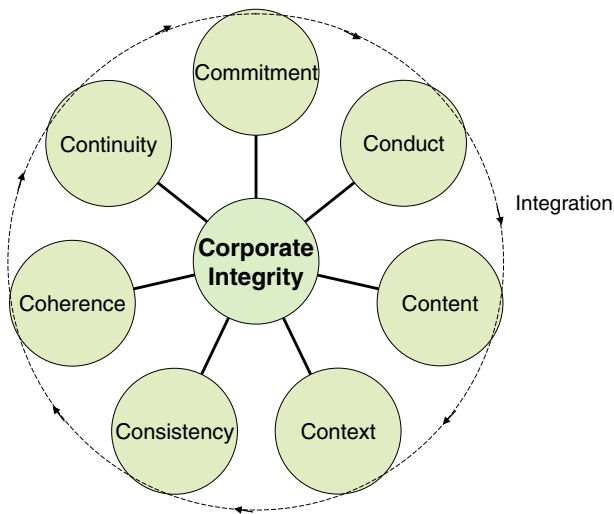 Commitment
Continuity
Conduct
Integration
Corporate
Integrity
Coherence
Content
Consistency
Context